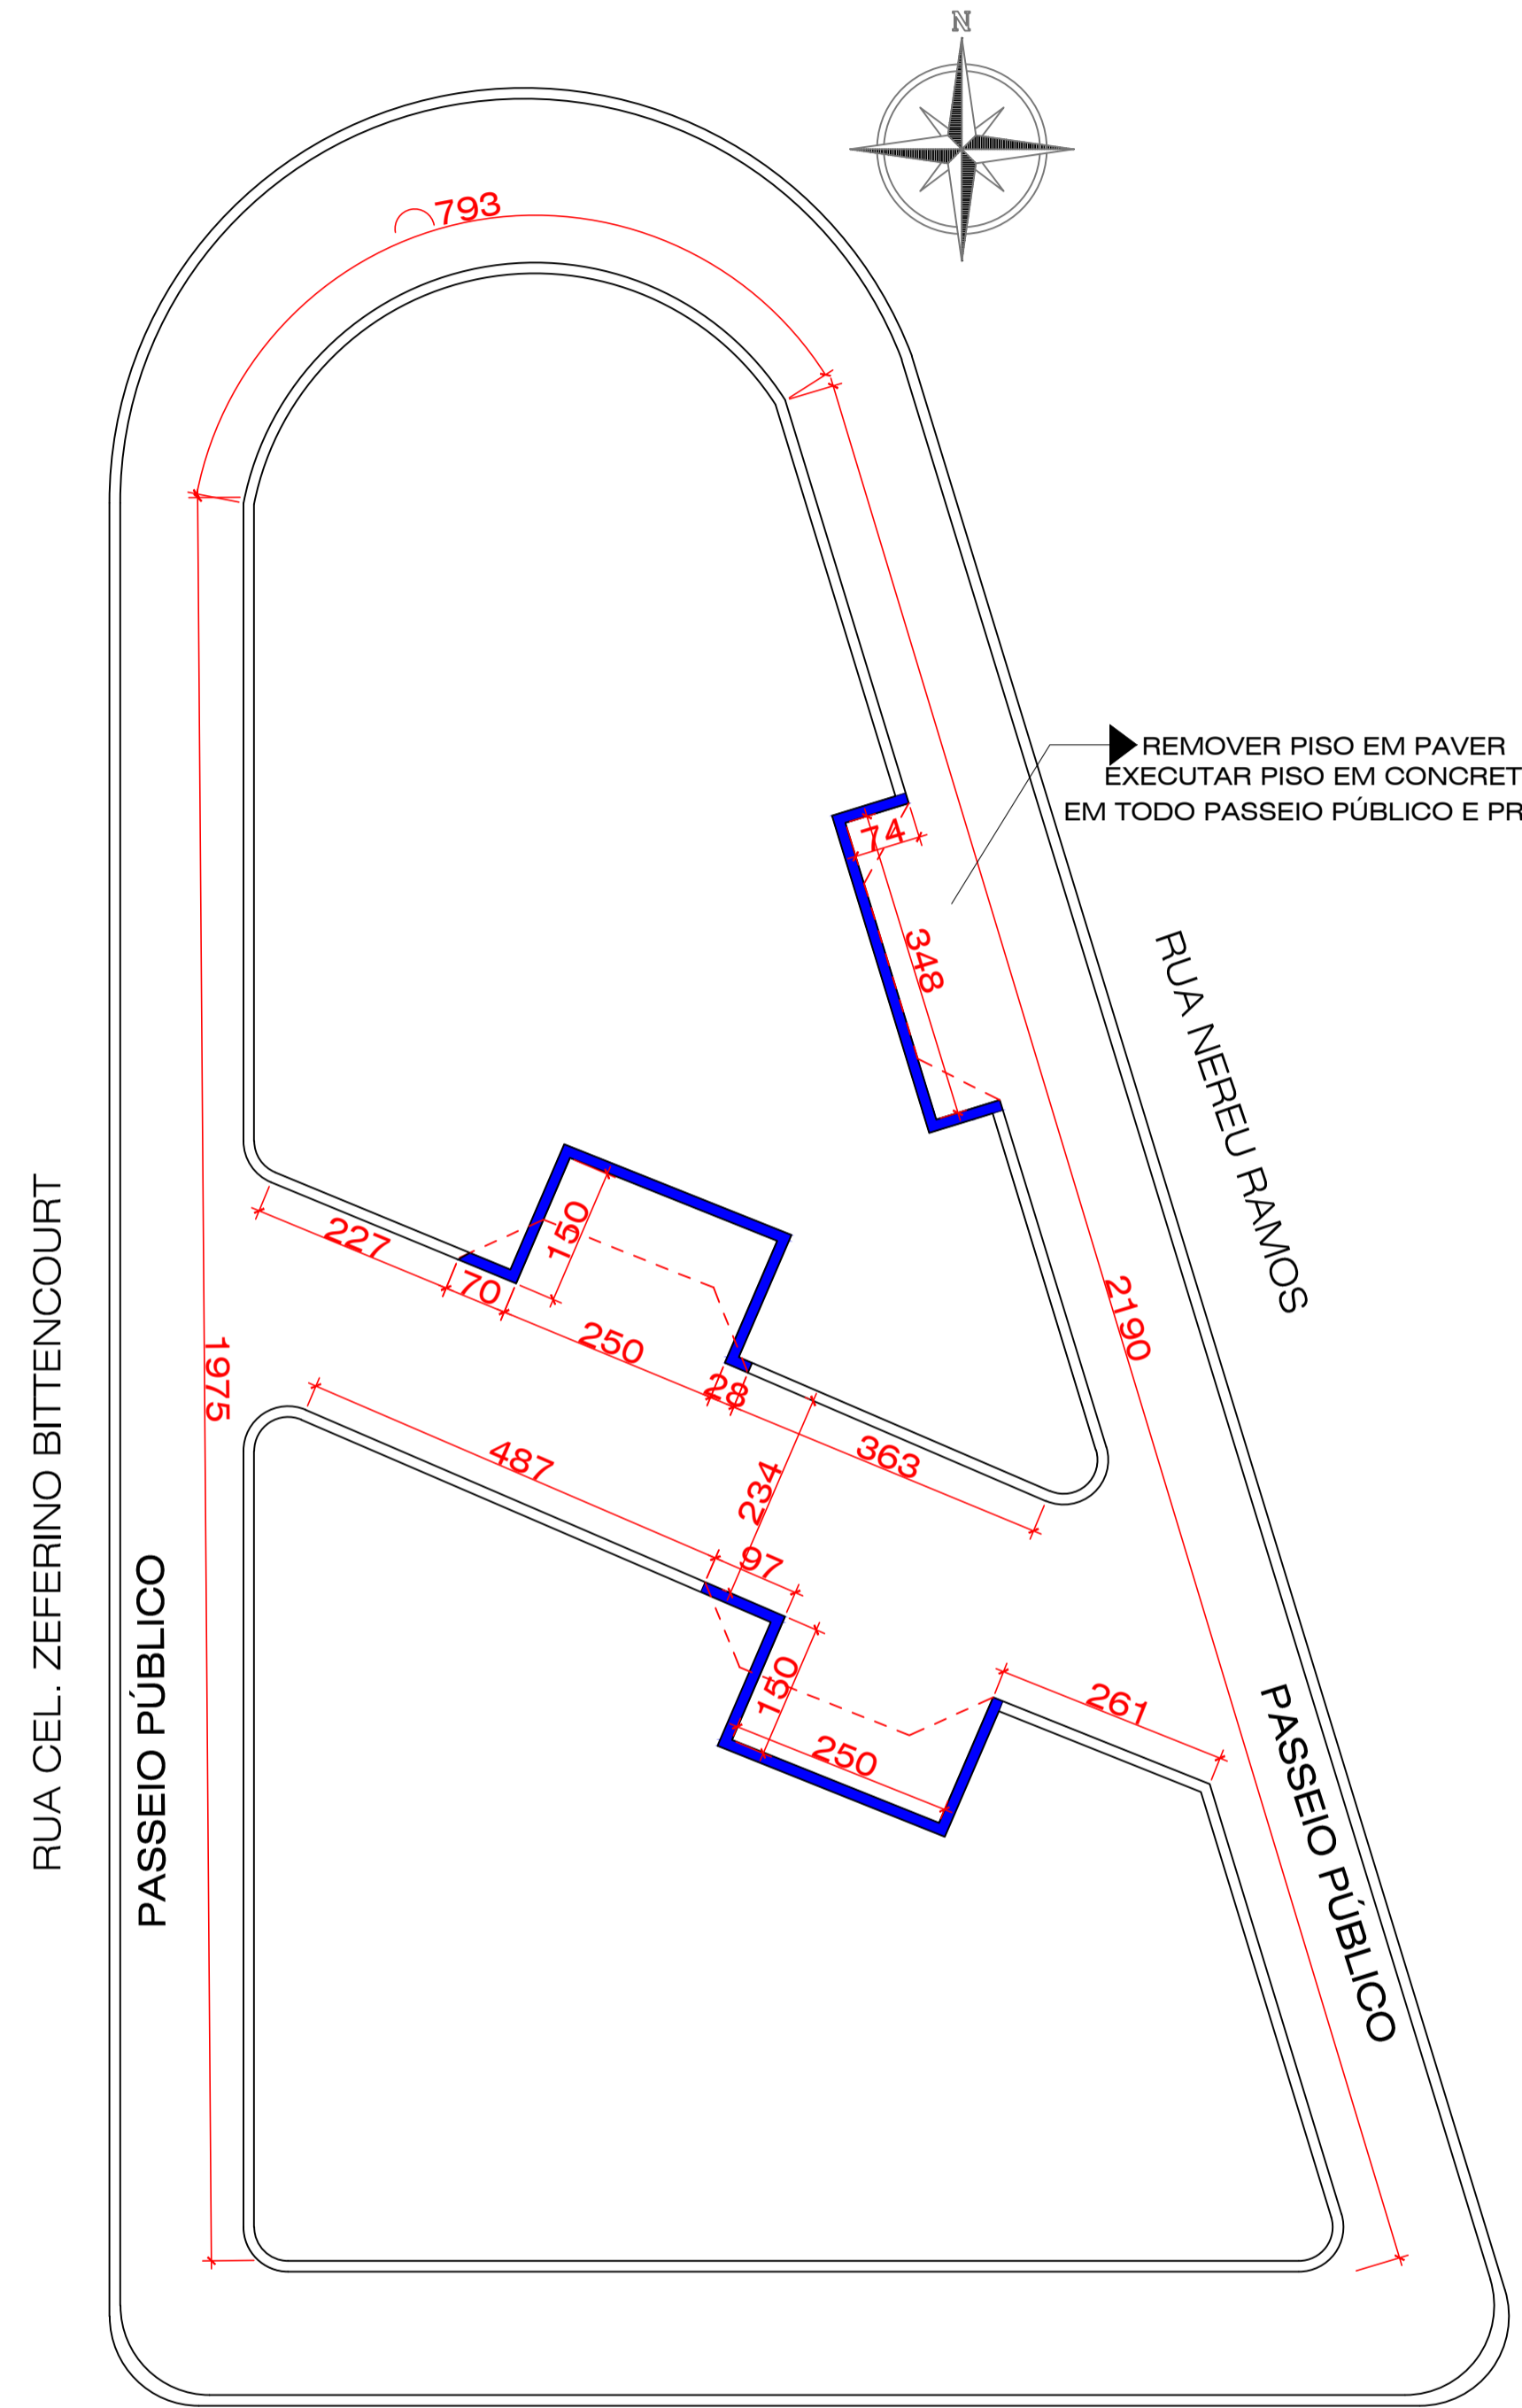 N
793
REMOVER PISO EM PAVER
EXECUTAR PISO EM CONCRET
EM TODO PASSEIO PÚBLICO E PR
74
348
RUA NEREU RAMOS
150
227
70
250
28
2190
1975
RUA CEL. ZEFERINO BITTENCOURT
363
487
234
97
PASSEIO PÚBLICO
150
261
250
PASSEIO PÚBLICO